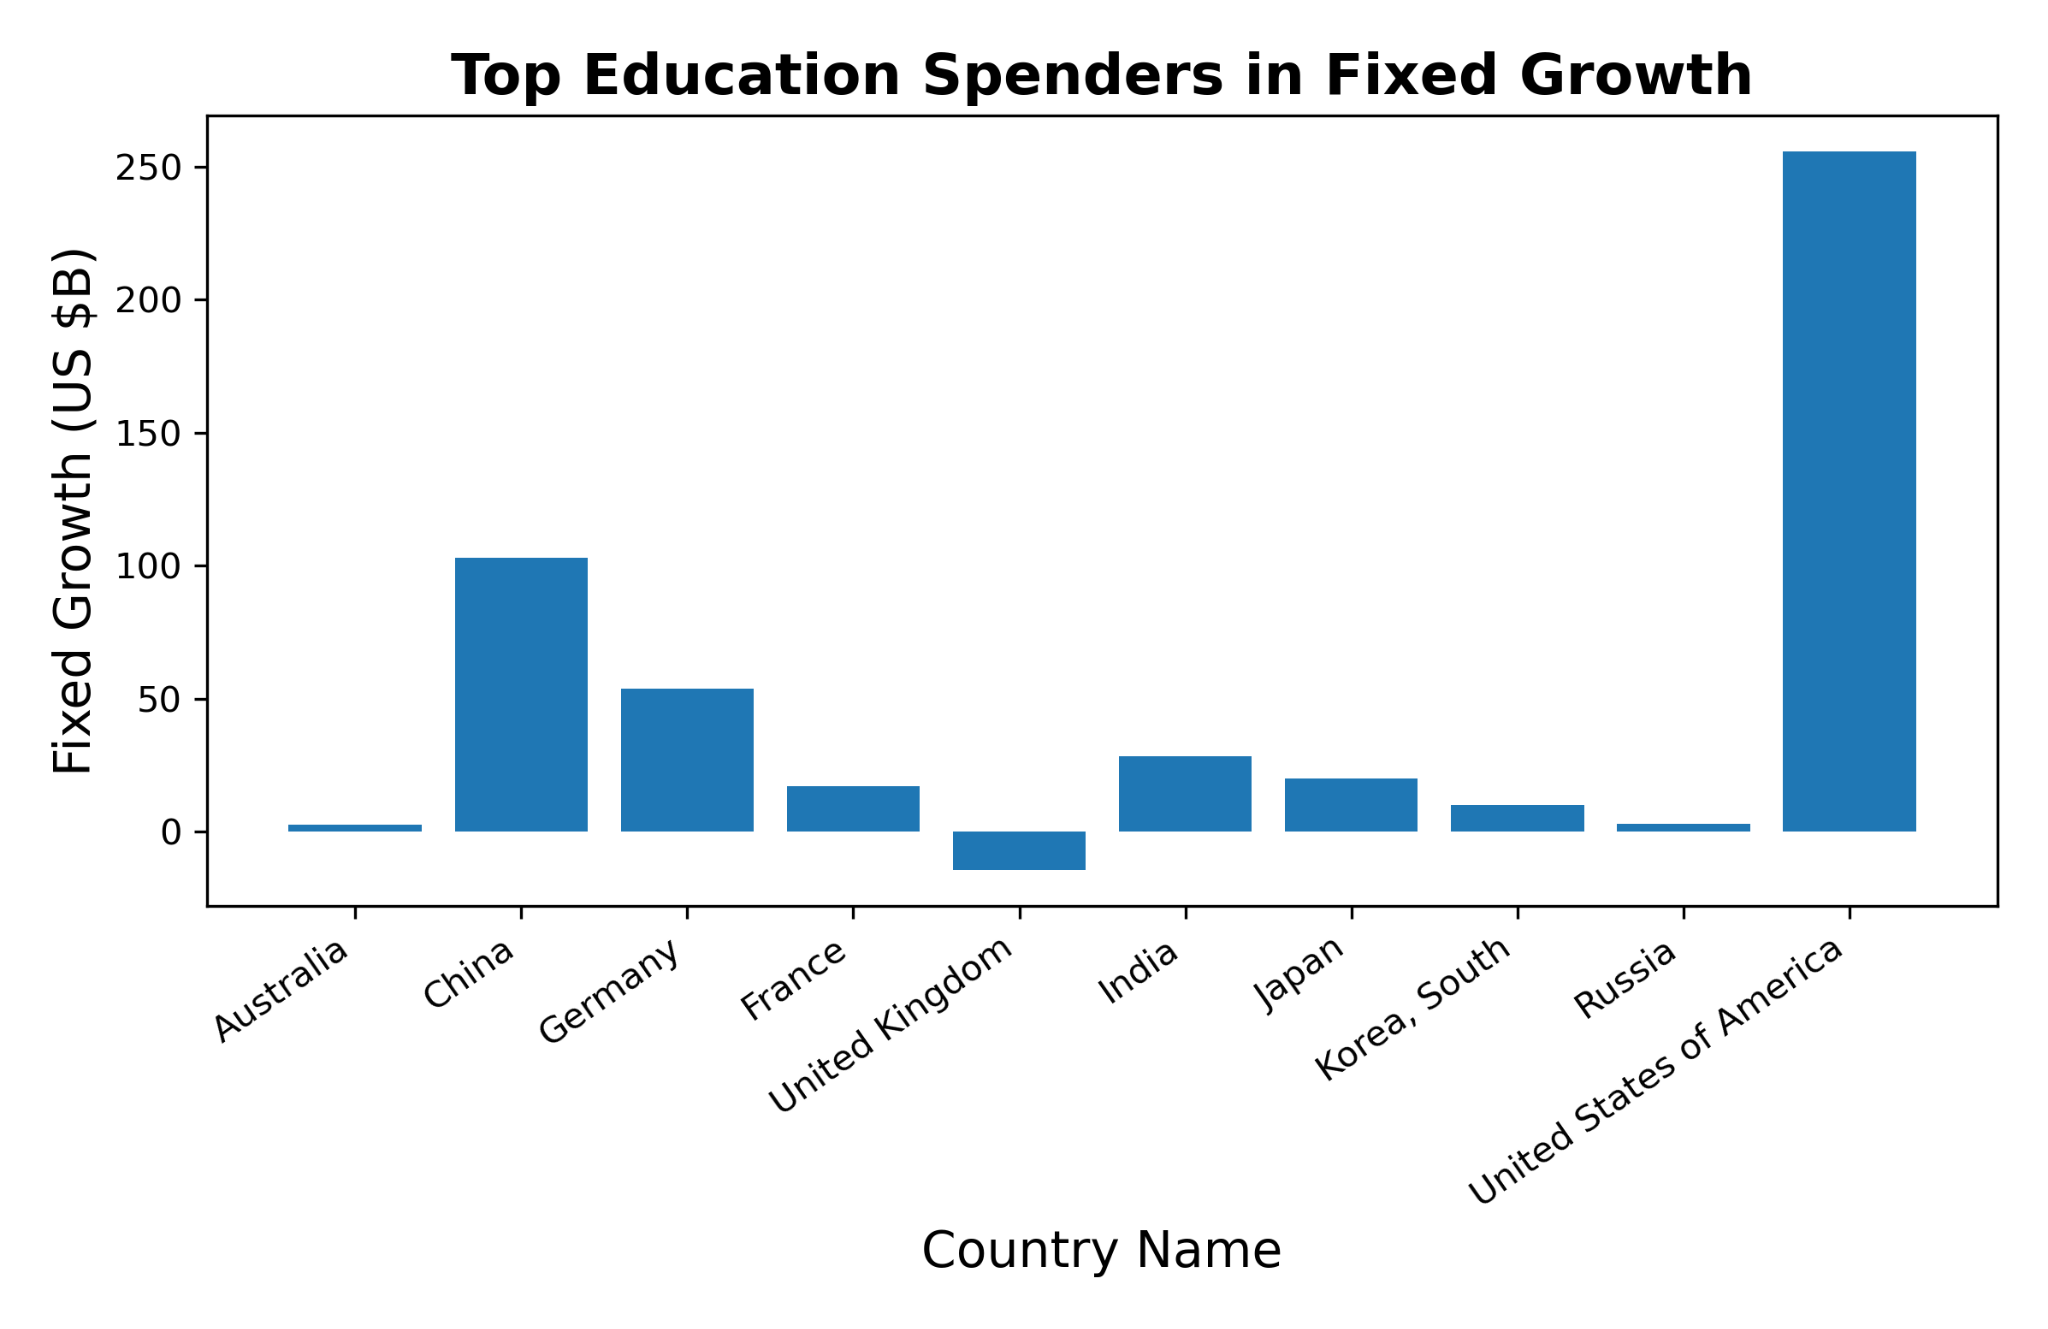 Top Education Spenders in Fixed Growth
Fixed Growth (US $B)
250
200
150
100
50
0
Australia
China
Germany
France
United Kingdom
India
Japan
Korea, South
Russia
United States of America
Country Name